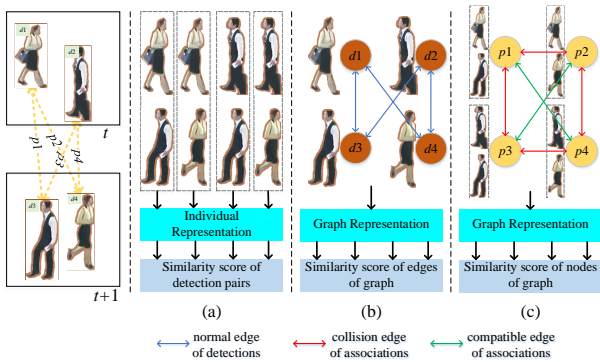 d1
d2
t
p1
p2
p3
p4
d3
d4
t+1
Individual
Representation
Similarity score of
detection pairs
(a)
d1
d2
d3
d4
Graph Representation
Similarity score of edges
of graph
(b)
p1
p2
p3
p4
Graph Representation
Similarity score of nodes
of graph
(c)
normal edge
of detections
collision edge
of associations
compatible edge
of associations